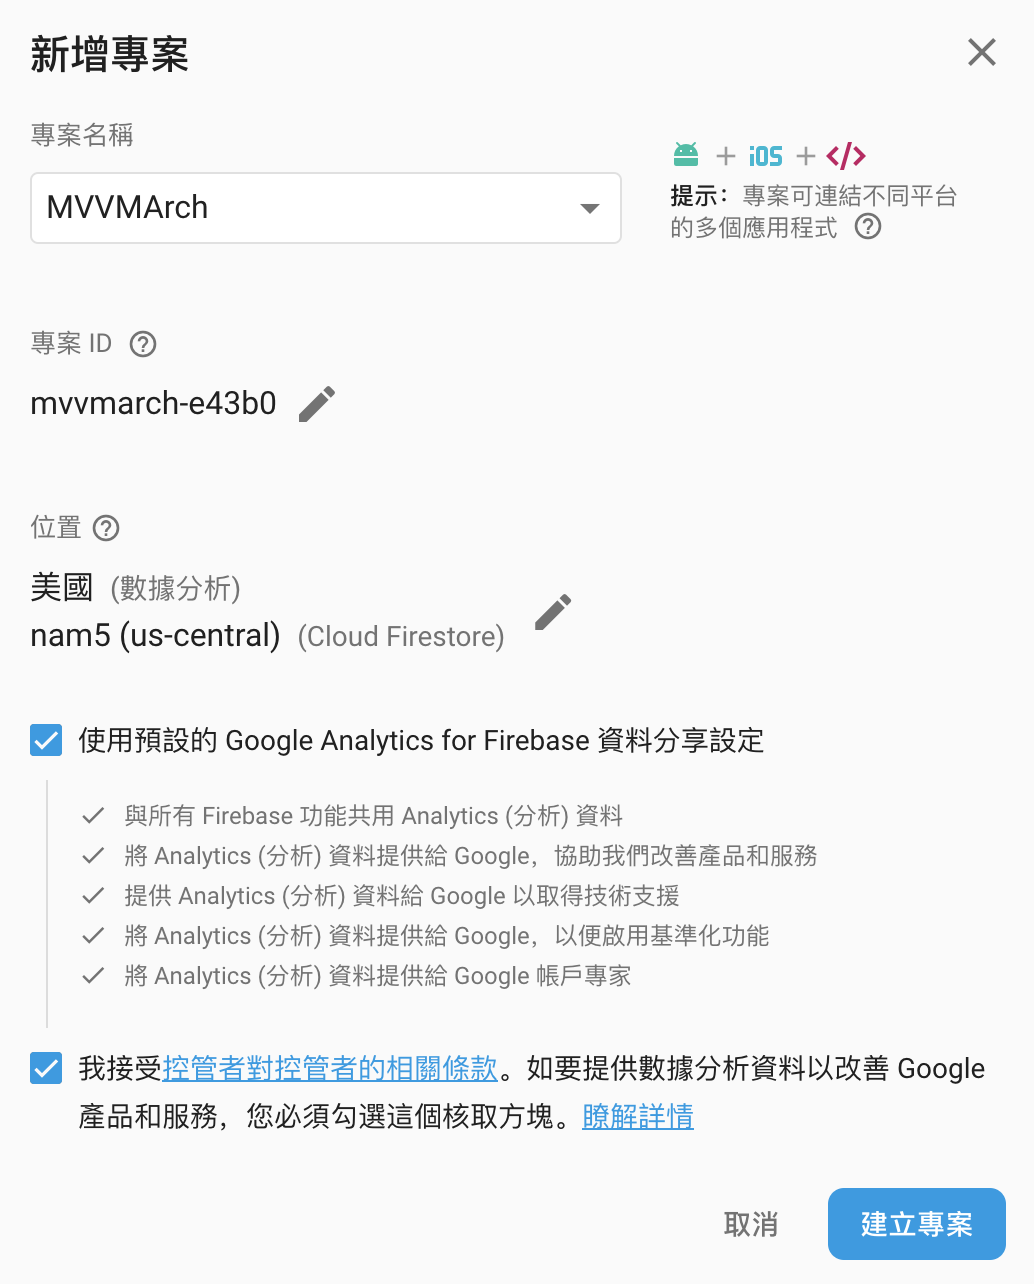 新增專案
專案名稱
MVVMArch
iOS
提示：專案可連結不同平台
的多個應用程式
專案 ID
mvvmarch-e43b0
位置
美國 (數據分析)
nam5 (us-central) (Cloud Firestore)
使用預設的 Google Analytics for Firebase 資料分享設定
與所有 Firebase 功能共用 Analytics (分析) 資料
將 Analytics (分析) 資料提供給 Google，協助我們改善產品和服務
提供 Analytics (分析) 資料給 Google 以取得技術支援
將 Analytics (分析) 資料提供給 Google，以便啟用基準化功能
將 Analytics (分析) 資料提供給 Google 帳戶專家
我接受控管者對控管者的相關條款。如要提供數據分析資料以改善 Google
產品和服務，您必須勾選這個核取方塊。瞭解詳情
取消
建立專案